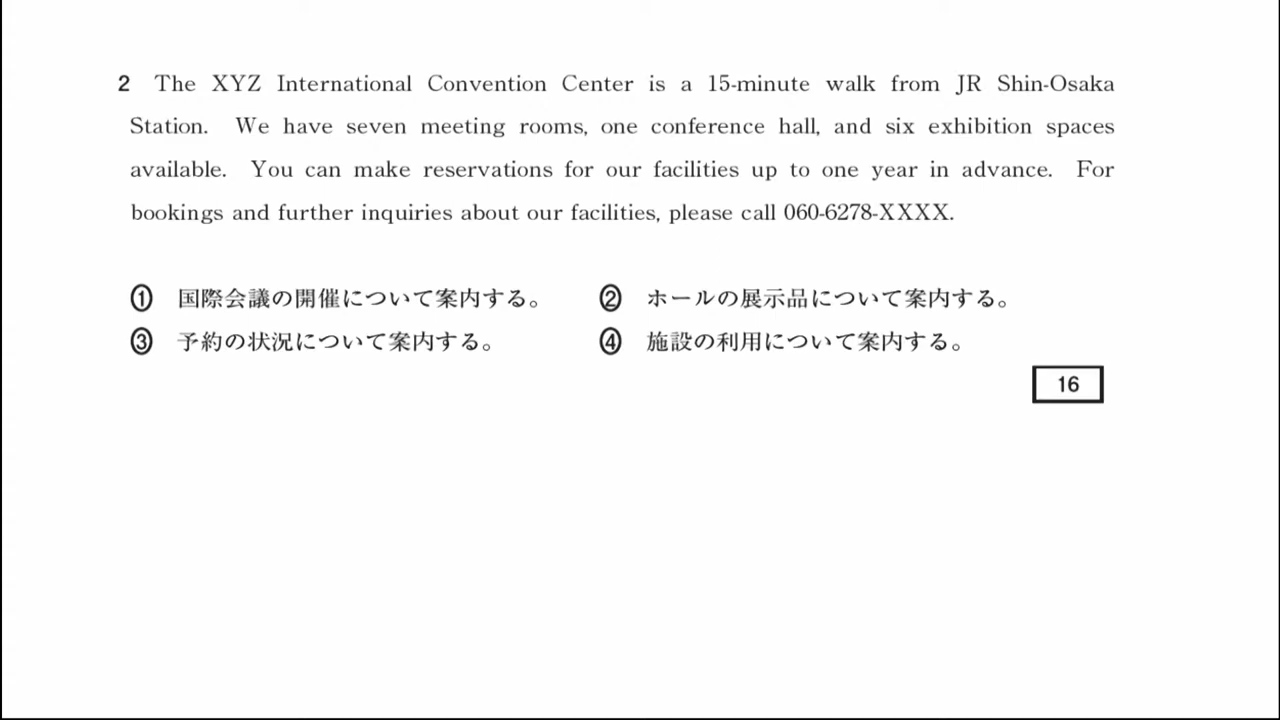 2 The XYZ International Convention Center is a 15-minute walk from JR Shin-Osaka
Station. We have seven meeting rooms, one conference hall, and six exhibition spaces
available. You can make reservations for our facilities up to one year in advance. For
bookings and further inquiries about our facilities, please call 060-6278-XXXX.
① 国際会議の開催について案内する。 ② ホールの展示品について案内する。
③ 予約の状況について案内する。 ④ 施設の利用について案内する。
16